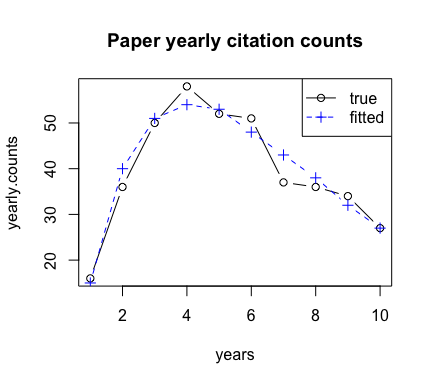 Paper yearly citation counts
true
fitted
yearly.counts
50
40
30
20
2 4 6 8 10
years